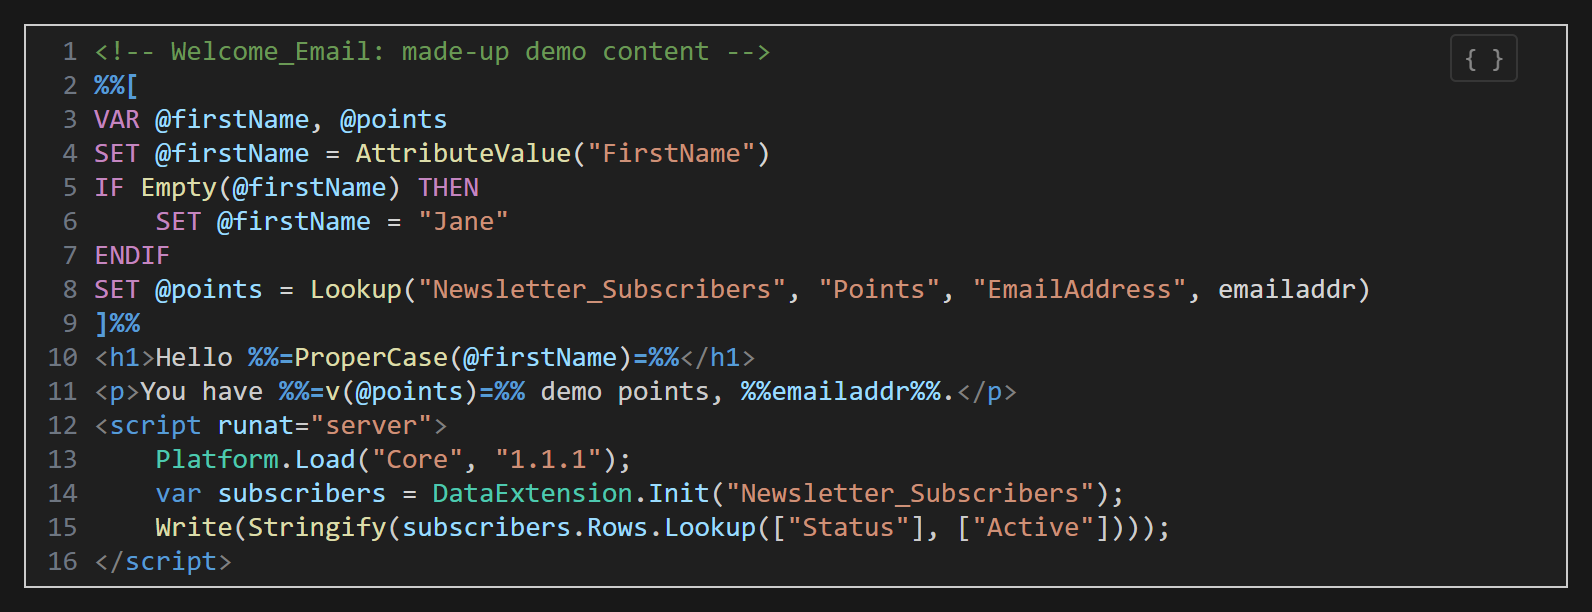 1 <!-- Welcome_Email: made-up demo content -->
{ }
2 %%[
3 VAR @firstName, @points
4 SET @firstName = AttributeValue("FirstName")
5 IF Empty(@firstName) THEN
6     SET @firstName = "Jane"
7 ENDIF
8 SET @points = Lookup("Newsletter_Subscribers", "Points", "EmailAddress", emailaddr)
9 ]%%
10 <h1>Hello %%=ProperCase(@firstName)=%%</h1>
11 <p>You have %%=v(@points)=%% demo points, %%emailaddr%%.</p>
12 <script runat="server">
13     Platform.Load("Core", "1.1.1");
14     var subscribers = DataExtension.Init("Newsletter_Subscribers");
15     Write(Stringify(subscribers.Rows.Lookup(["Status"], ["Active"])));
16 </script>